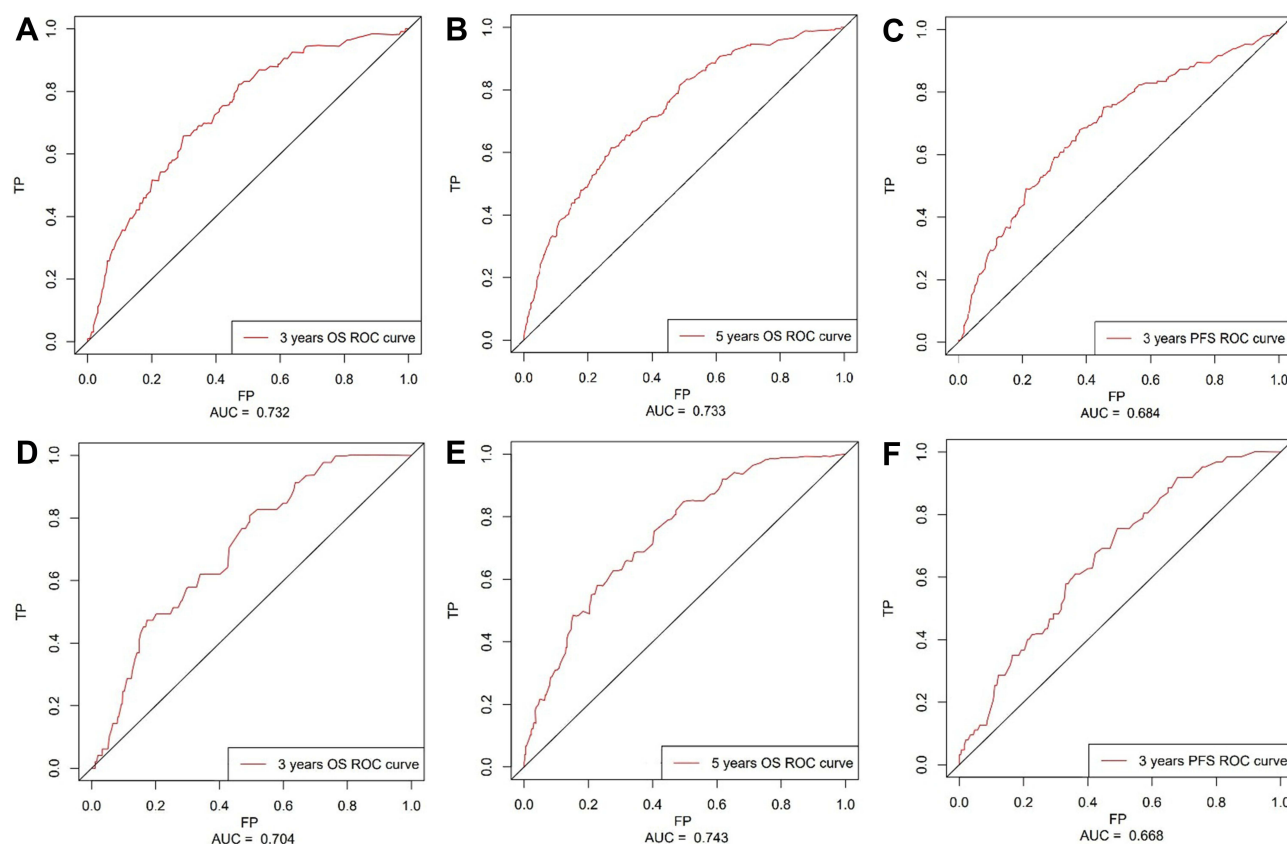 A
TP
1.0
0.8
0.6
0.4
0.2
0.0
3 years OS ROC curve
0.0 0.2 0.4 0.6 0.8 1.0
FP
AUC = 0.732
B
TP
1.0
0.8
0.6
0.4
0.2
0.0
5 years OS ROC curve
0.0 0.2 0.4 0.6 0.8 1.0
FP
AUC = 0.733
C
TP
1.0
0.8
0.6
0.4
0.2
0.0
3 years PFS ROC curve
0.0 0.2 0.4 0.6 0.8 1.0
FP
AUC = 0.684
D
TP
1.0
0.8
0.6
0.4
0.2
0.0
3 years OS ROC curve
0.0 0.2 0.4 0.6 0.8 1.0
FP
AUC = 0.704
E
TP
1.0
0.8
0.6
0.4
0.2
0.0
5 years OS ROC curve
0.0 0.2 0.4 0.6 0.8 1.0
FP
AUC = 0.743
F
TP
1.0
0.8
0.6
0.4
0.2
0.0
3 years PFS ROC curve
0.0 0.2 0.4 0.6 0.8 1.0
FP
AUC = 0.668